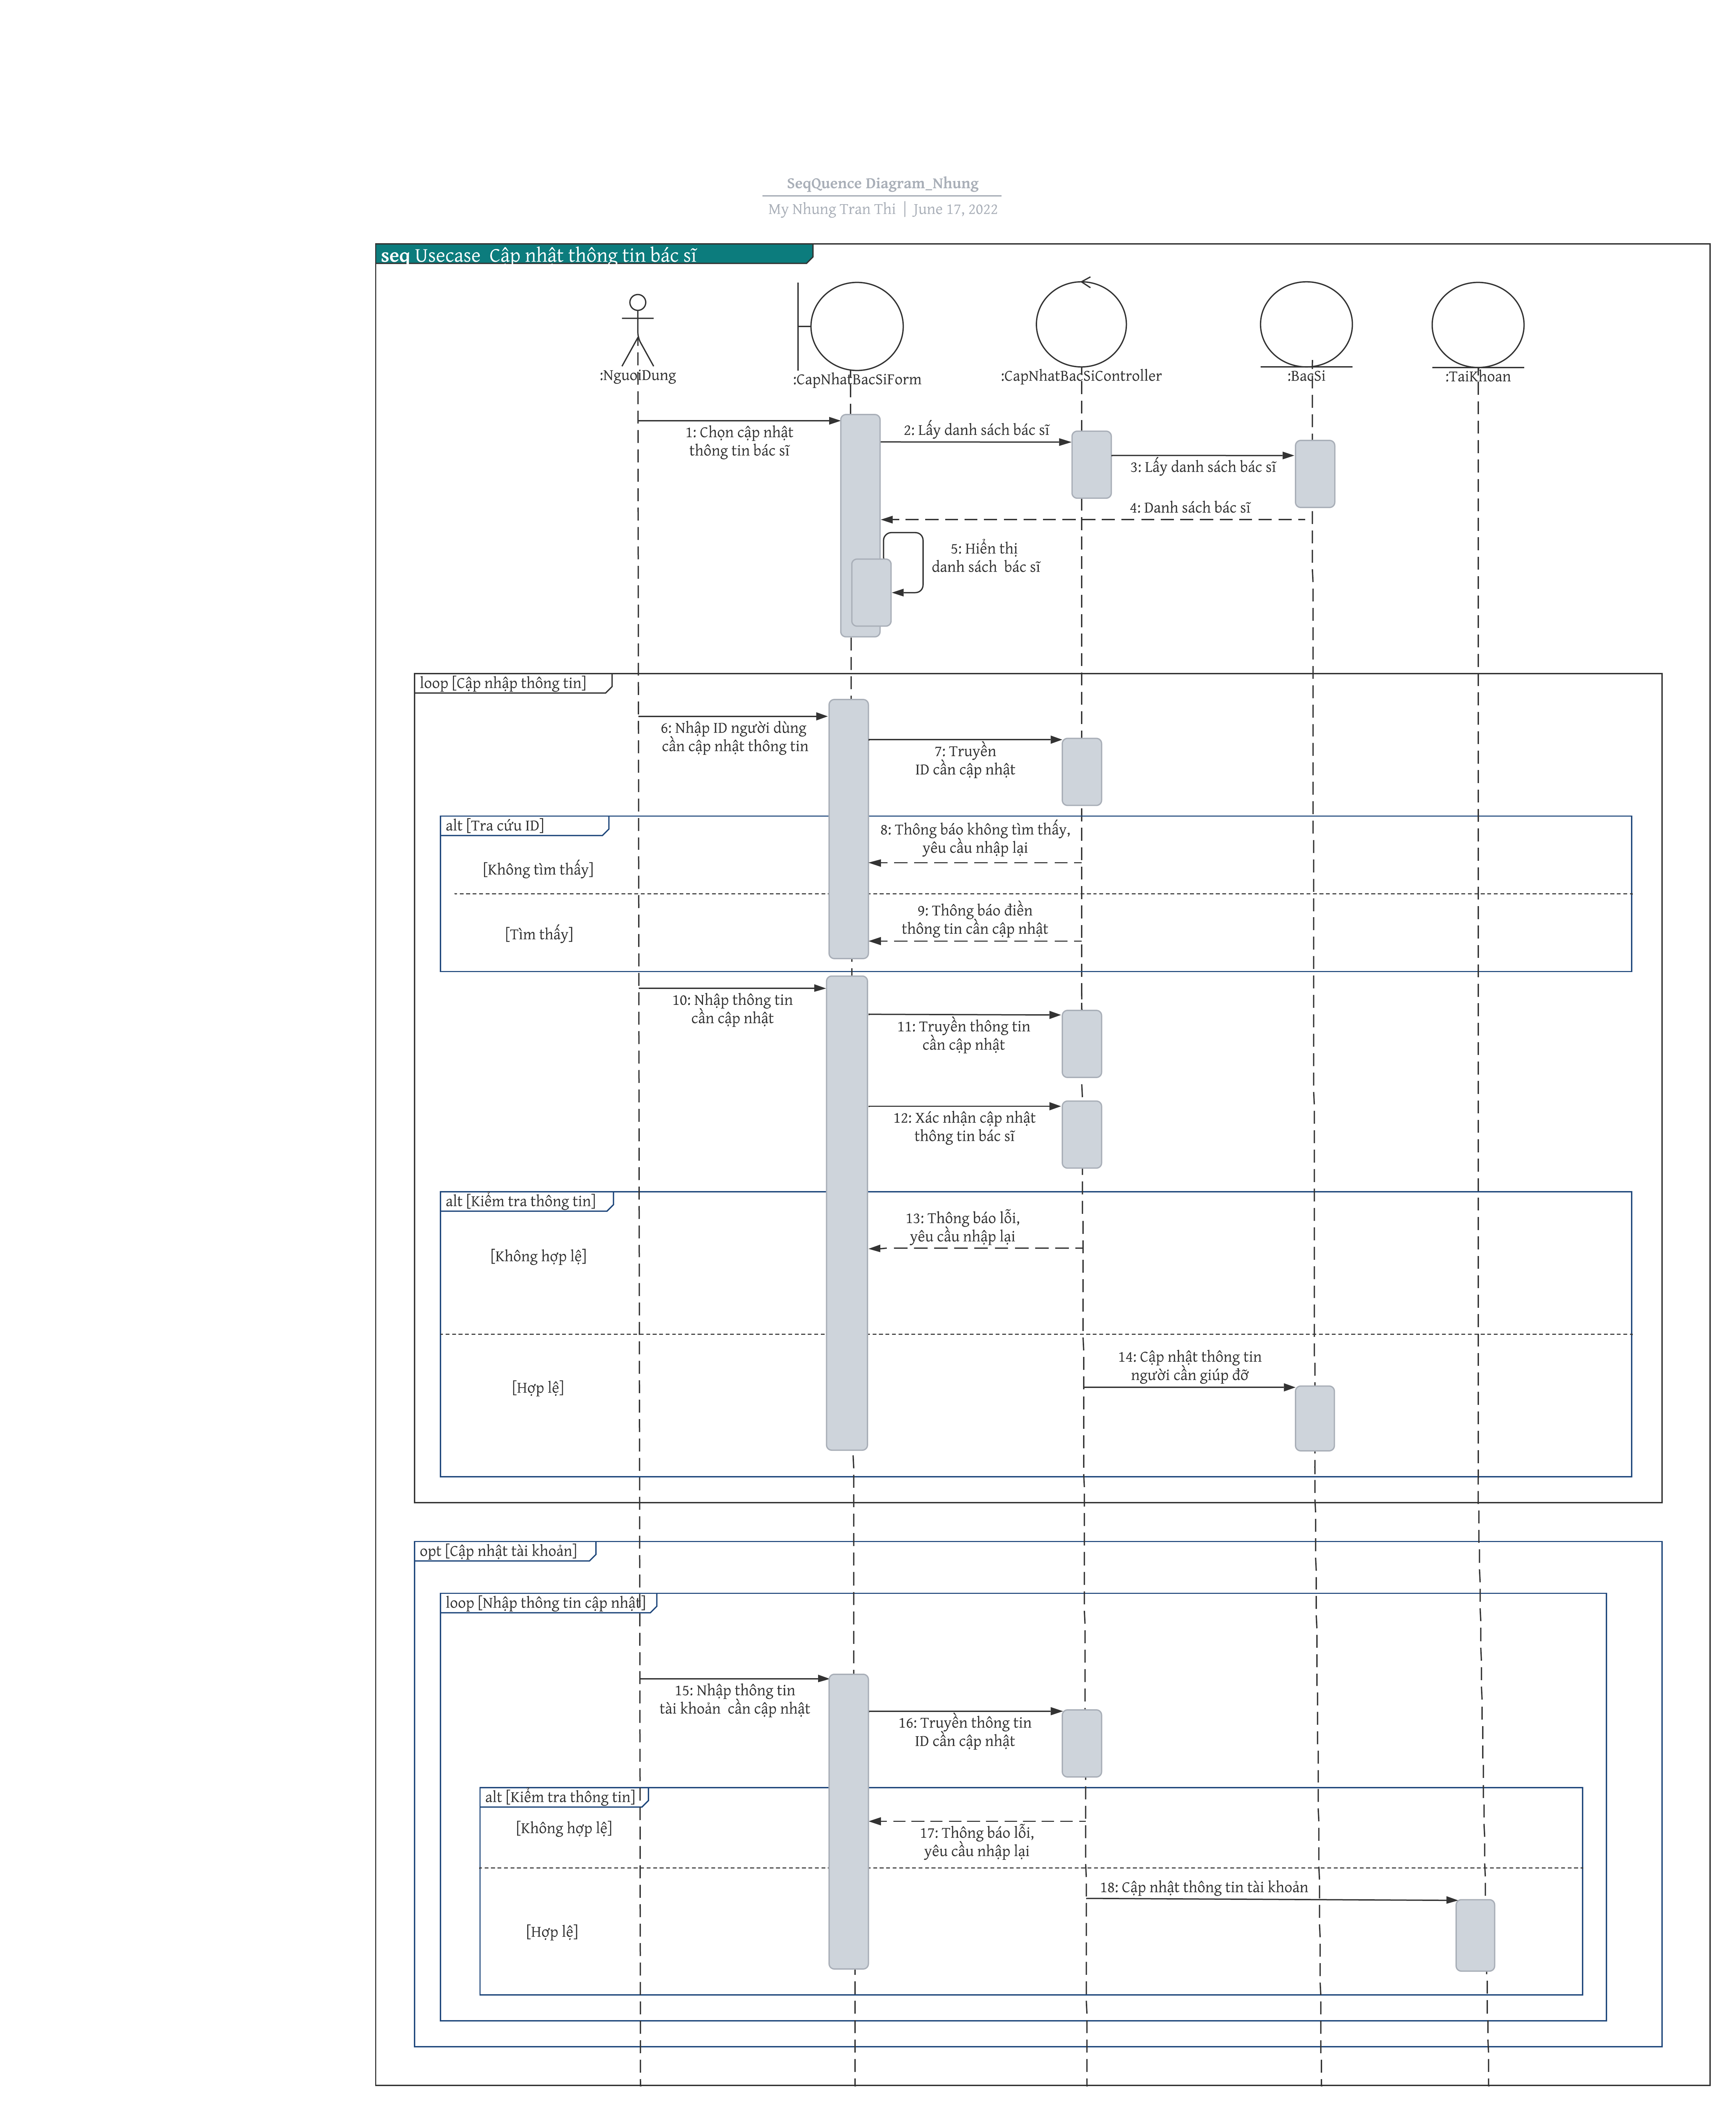 SeqQuence Diagram_Nhung
My Nhung Tran Thi | June 17, 2022
seq Usecase Câp nhât thông tin bác sĩ
:NguoiDung
:CapNhatBacSiForm
:CapNhatBacSiController
:BacSi
:TaiKhoan
1: Chọn cập nhật
thông tin bác sĩ
2: Lấy danh sách bác sĩ
3: Lấy danh sách bác sĩ
4: Danh sách bác sĩ
5: Hiển thị
danh sách bác sĩ
loop [Cập nhập thông tin]
6: Nhập ID người dùng
cần cập nhật thông tin
7: Truyền
ID cần cập nhật
alt [Tra cứu ID]
8: Thông báo không tìm thấy,
yêu cầu nhập lại
[Không tìm thấy]
9: Thông báo điền
thông tin cần cập nhật
[Tìm thấy]
10: Nhập thông tin
cần cập nhật
11: Truyền thông tin
cần cập nhật
12: Xác nhận cập nhật
thông tin bác sĩ
alt [Kiểm tra thông tin]
13: Thông báo lỗi,
yêu cầu nhập lại
[Không hợp lệ]
14: Cập nhật thông tin
người cần giúp đỡ
[Hợp lệ]
opt [Cập nhật tài khoản]
loop [Nhập thông tin cập nhật]
15: Nhập thông tin
tài khoản cần cập nhật
16: Truyền thông tin
ID cần cập nhật
alt [Kiểm tra thông tin]
[Không hợp lệ]
17: Thông báo lỗi,
yêu cầu nhập lại
18: Cập nhật thông tin tài khoản
[Hợp lệ]